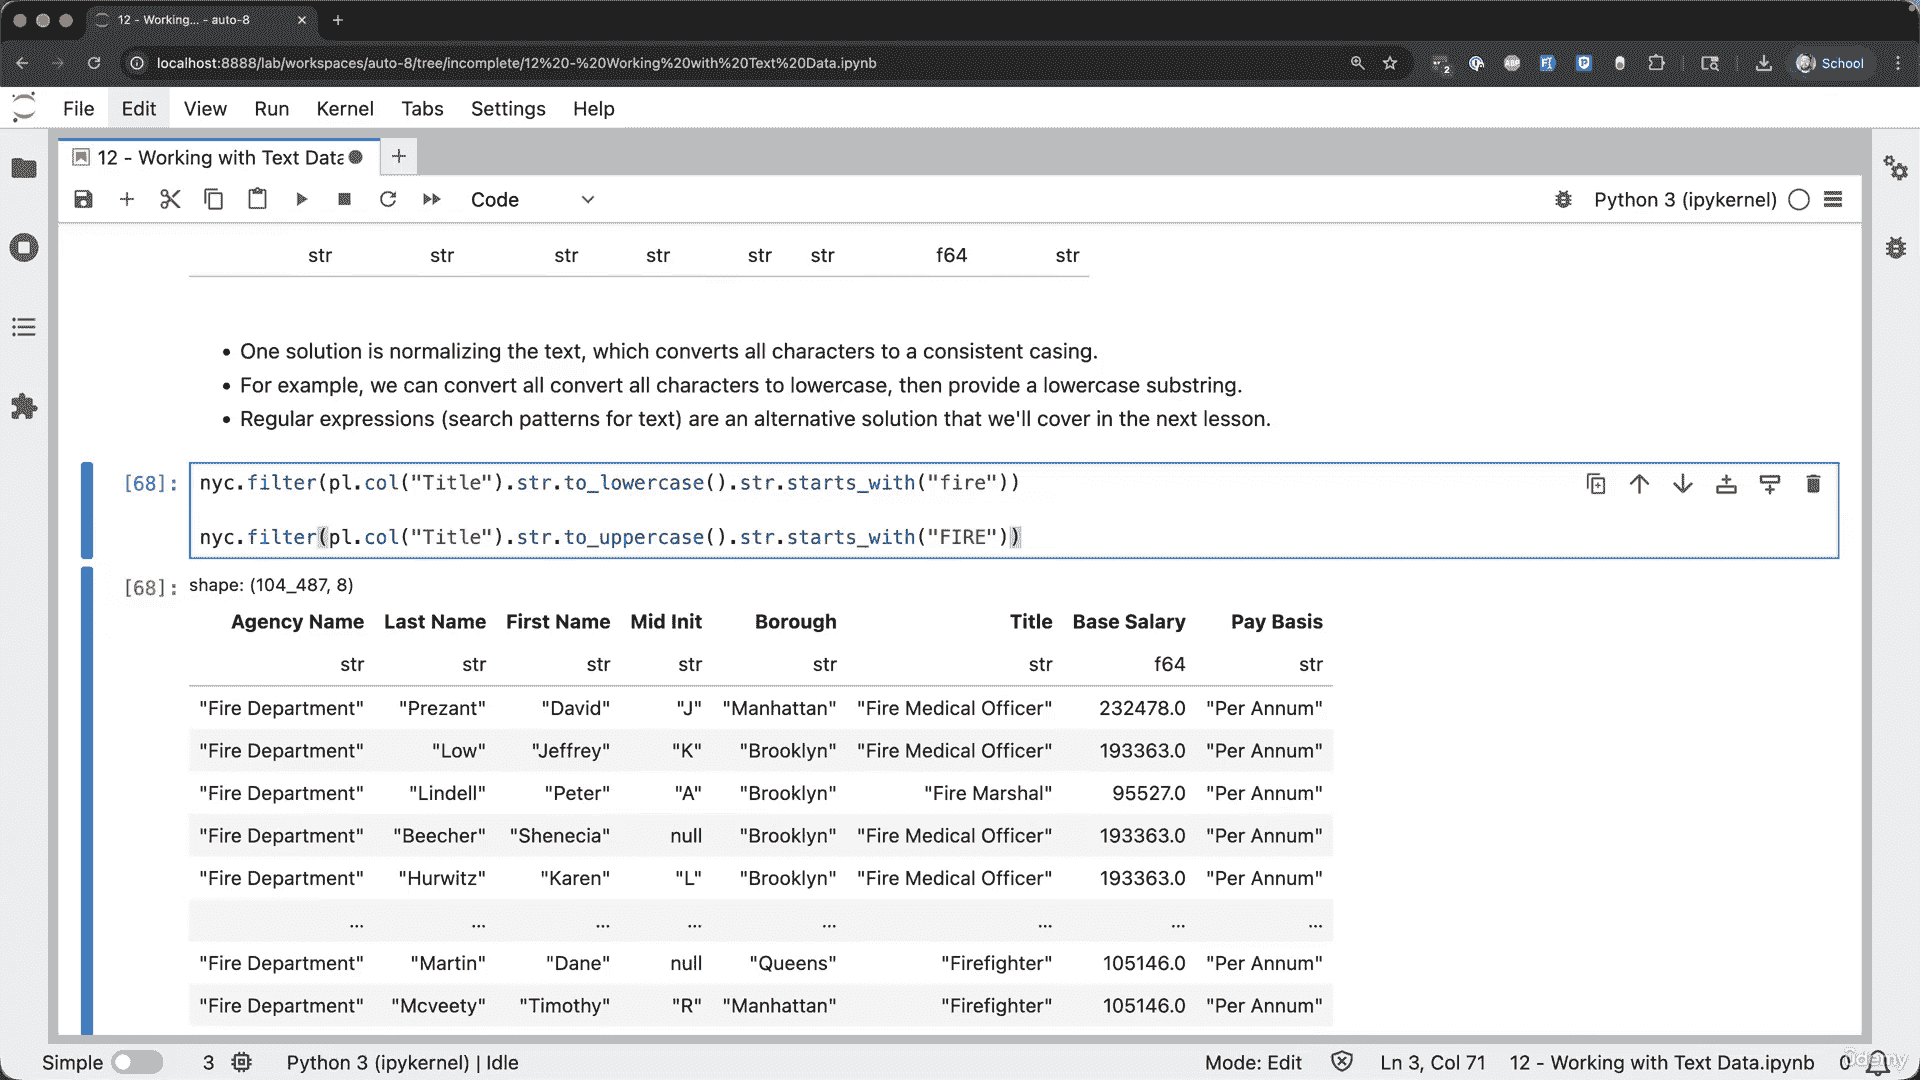 12 - Working... - auto-8
localhost:8888/lab/workspaces/auto-8/tree/incomplete/12%20-%20Working%20with%20Text%20Data.ipynb
2
ABP
School
File Edit View Run Kernel Tabs Settings Help
12 - Working with Text Data
Code
Python 3 (ipykernel)
str str str str str str f64 str
• One solution is normalizing the text, which converts all characters to a consistent casing.
• For example, we can convert all convert all characters to lowercase, then provide a lowercase substring.
• Regular expressions (search patterns for text) are an alternative solution that we'll cover in the next lesson.
[68]: nyc.filter(pl.col("Title").str.to_lowercase().str.starts_with("fire"))
nyc.filter(pl.col("Title").str.to_uppercase().str.starts_with("FIRE"))
[68]: shape: (104_487, 8)
Agency Name Last Name First Name Mid Init Borough Title Base Salary Pay Basis
str str str str str str f64 str
"Fire Department" "Prezant" "David" "J" "Manhattan" "Fire Medical Officer" 232478.0 "Per Annum"
"Fire Department" "Low" "Jeffrey" "K" "Brooklyn" "Fire Medical Officer" 193363.0 "Per Annum"
"Fire Department" "Lindell" "Peter" "A" "Brooklyn" "Fire Marshal" 95527.0 "Per Annum"
"Fire Department" "Beecher" "Shenecia" null "Brooklyn" "Fire Medical Officer" 193363.0 "Per Annum"
"Fire Department" "Hurwitz" "Karen" "L" "Brooklyn" "Fire Medical Officer" 193363.0 "Per Annum"
… … … … … … … …
"Fire Department" "Martin" "Dane" null "Queens" "Firefighter" 105146.0 "Per Annum"
"Fire Department" "Mcveety" "Timothy" "R" "Manhattan" "Firefighter" 105146.0 "Per Annum"
Simple 3 Python 3 (ipykernel) | Idle Mode: Edit Ln 3, Col 71 12 - Working with Text Data.ipynb 0
Udemy